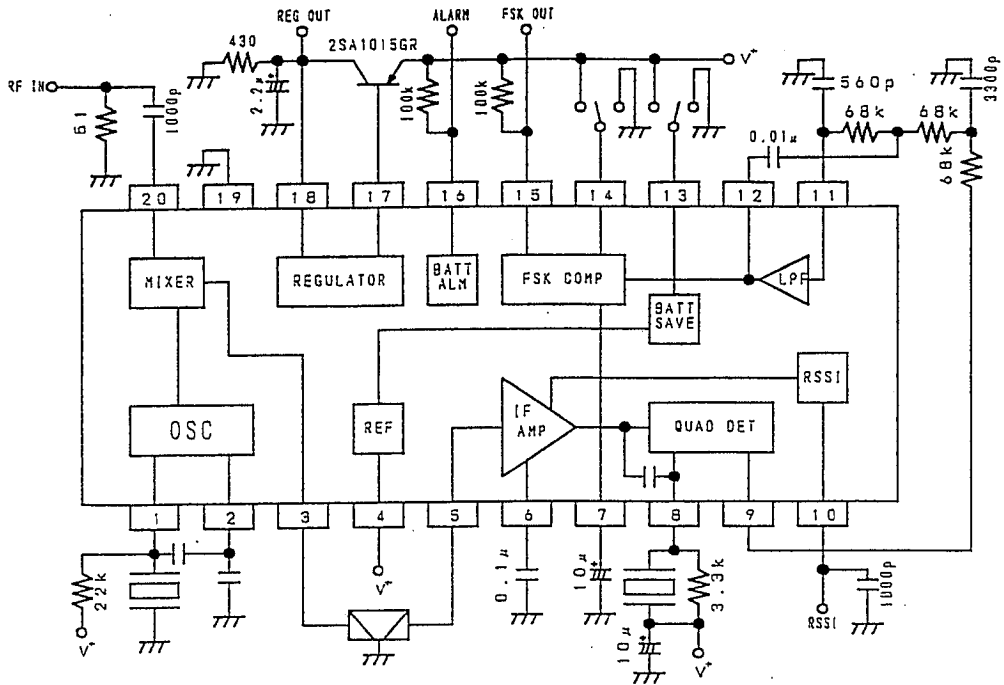 REG OUT
ALARM
FSK OUT
430
2SA1015GR
V+
RF IN
51
1000p
2.2μ
100k
100k
560p
3300p
68k
68k
0.01μ
68k
20
19
18
17
16
15
14
13
12
11
MIXER
REGULATOR
BATT
ALM
FSK COMP
LPF
BATT
SAVE
RSSI
OSC
REF
IF
AMP
QUAD DET
1
2
3
4
5
6
7
8
9
10
22k
V+
V+
0.1μ
10μ
3.3k
10μ
V+
RSSI
1000p